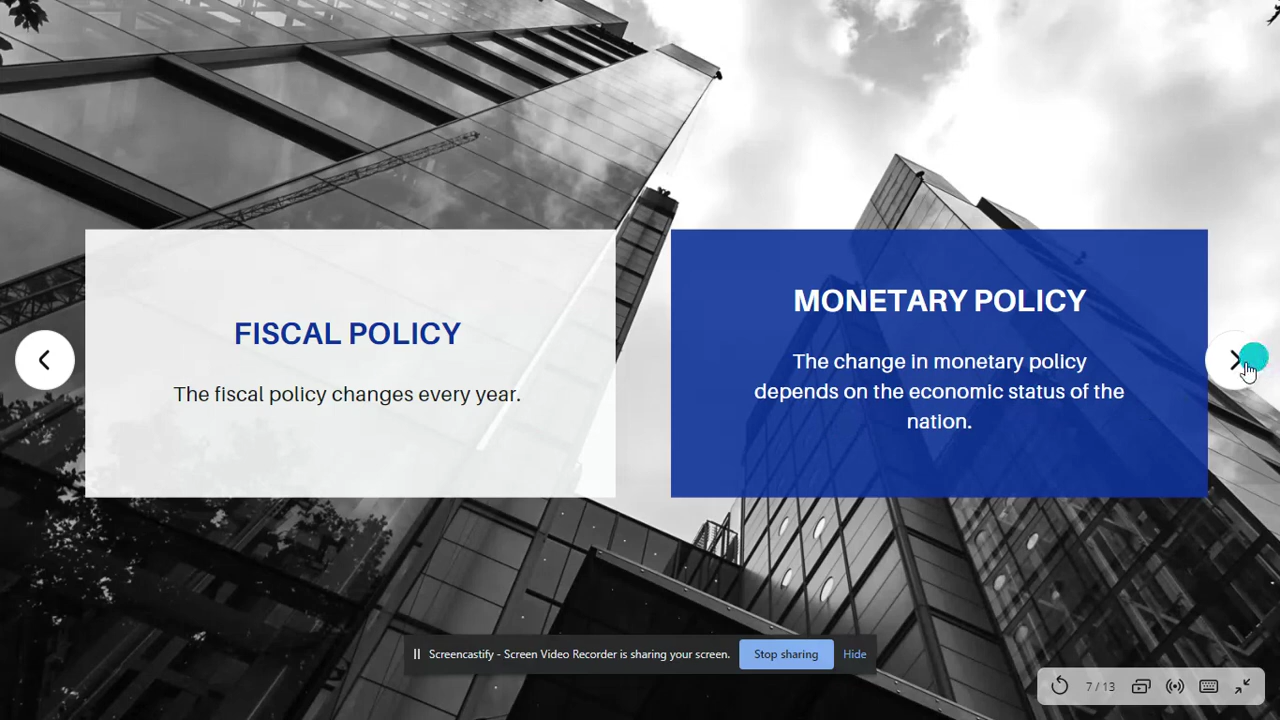 FISCAL POLICY
The fiscal policy changes every year.
MONETARY POLICY
The change in monetary policy
depends on the economic status of the
nation.
Screencastify - Screen Video Recorder is sharing your screen.
Stop sharing
Hide
7 / 13